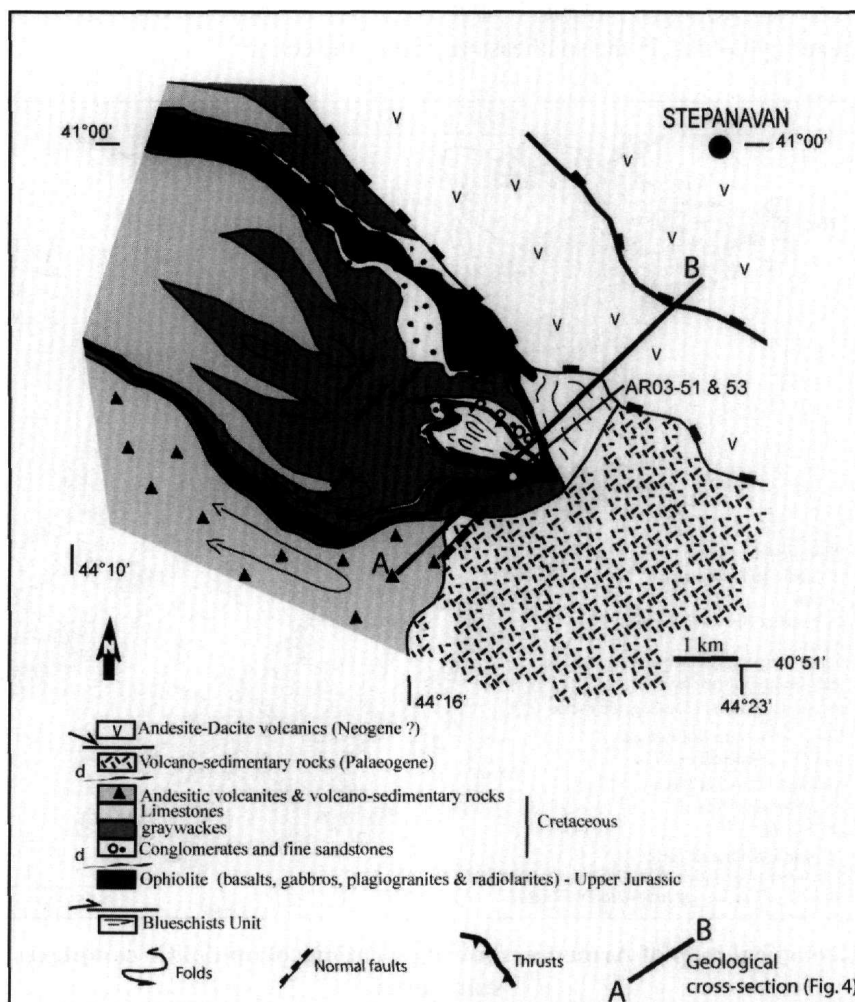 STEPANAVAN
41°00'
41°00'
v
v
v
v
v
v
v
v
v
v
v
v
B
AR03-51 & 53
A
44°10'
N
1 km
40°51'
44°16'
44°23'
v Andesite-Dacite volcanics (Neogene ?)
d Volcano-sedimentary rocks (Palaeogene)
Andesitic volcanites & volcano-sedimentary rocks
Limestones
graywackes
Cretaceous
d Conglomerates and fine sandstones
Ophiolite (basalts, gabbros, plagiogranites & radiolarites) - Upper Jurassic
Blueschists Unit
Folds
Normal faults
Thrusts
A B
Geological
cross-section (Fig. 4)